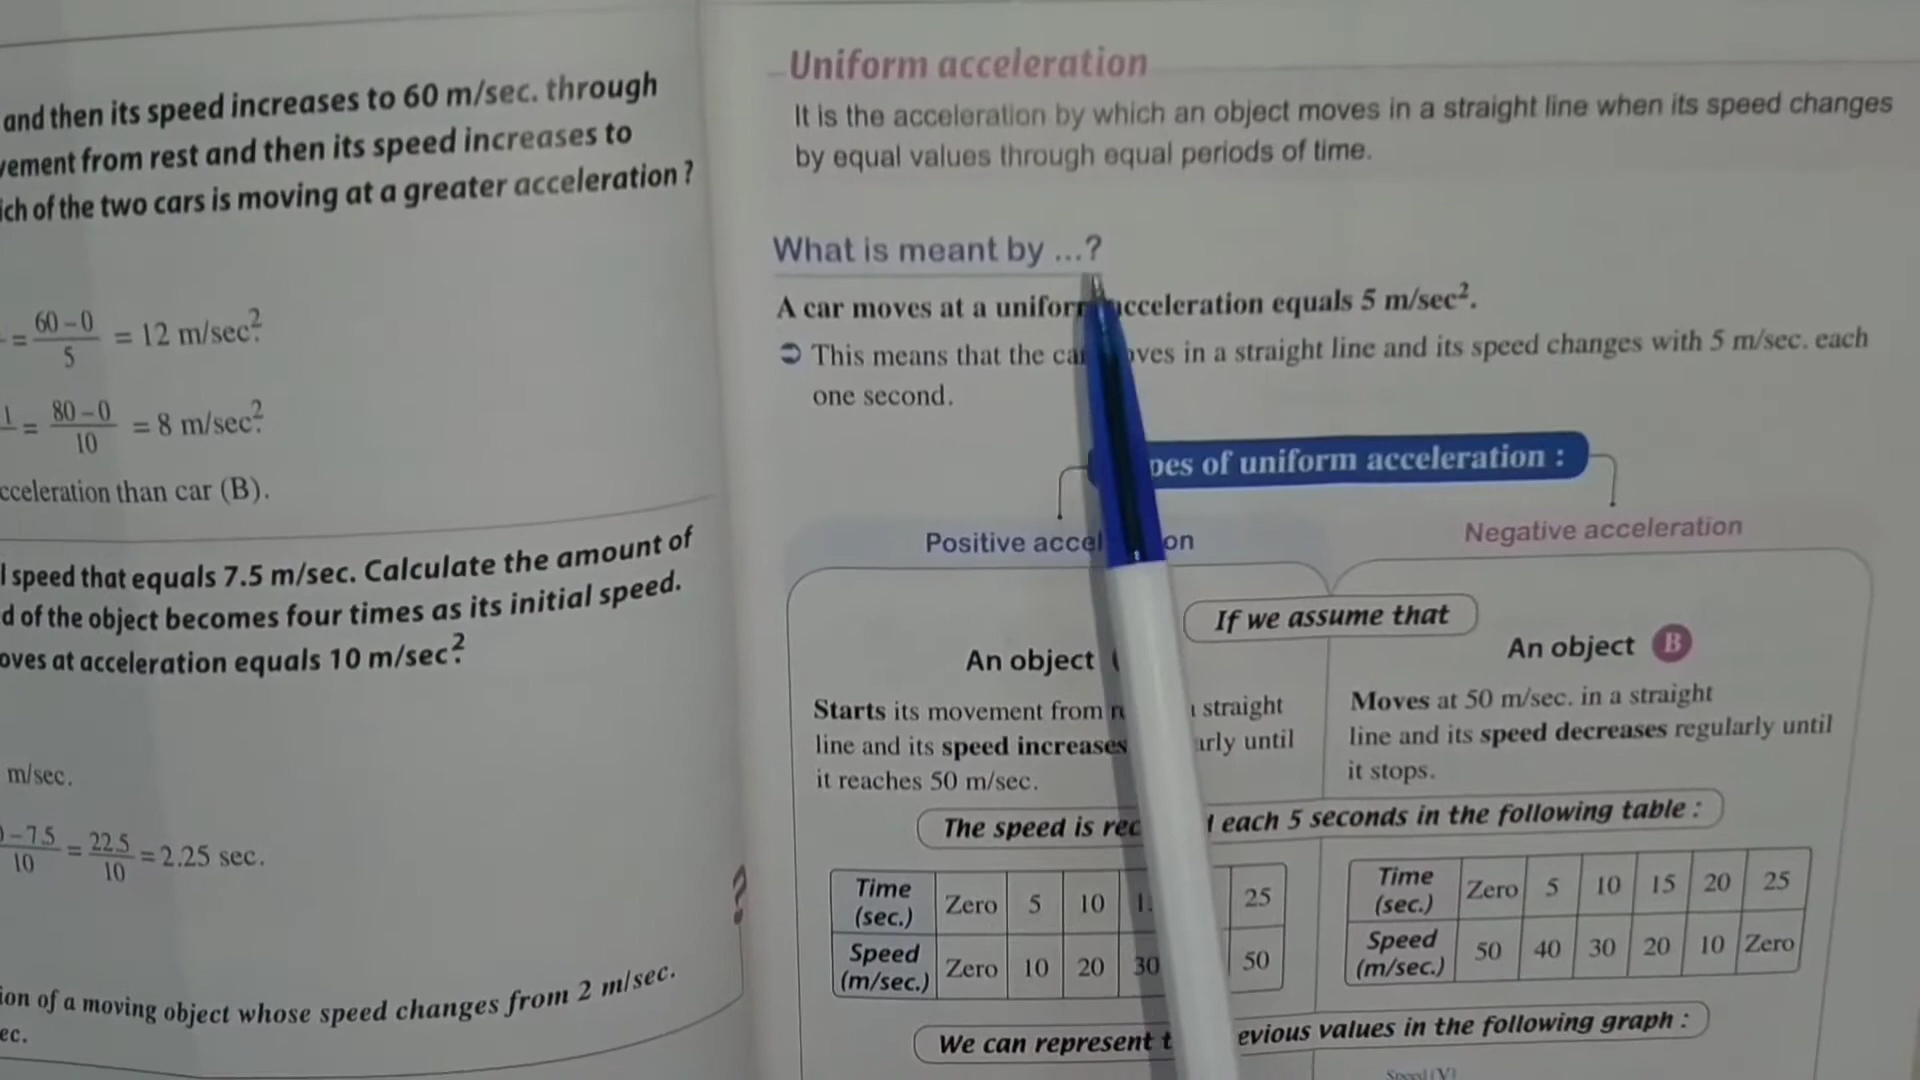 and then its speed increases to 60 m/sec. through
vement from rest and then its speed increases to
ich of the two cars is moving at a greater acceleration ?
= 60 – 0 / 5 = 12 m/sec².
1 = 80 – 0 / 10 = 8 m/sec².
cceleration than car (B).
l speed that equals 7.5 m/sec. Calculate the amount of
d of the object becomes four times as its initial speed.
oves at acceleration equals 10 m/sec².
m/sec.
– 7.5 / 10 = 22.5 / 10 = 2.25 sec.
?
ion of a moving object whose speed changes from 2 m/sec.
ec.
Uniform acceleration
It is the acceleration by which an object moves in a straight line when its speed changes
by equal values through equal periods of time.
What is meant by ...?
A car moves at a uniform acceleration equals 5 m/sec².
This means that the ca oves in a straight line and its speed changes with 5 m/sec. each
one second.
pes of uniform acceleration :
Positive accel on
Negative acceleration
If we assume that
An object
Starts its movement from straight
line and its speed increases arly until
it reaches 50 m/sec.
An object B
Moves at 50 m/sec. in a straight
line and its speed decreases regularly until
it stops.
The speed is rec d each 5 seconds in the following table :
Time (sec.) Zero 5 10 1 25
Speed (m/sec.) Zero 10 20 30 50
Time (sec.) Zero 5 10 15 20 25
Speed (m/sec.) 50 40 30 20 10 Zero
We can represent t evious values in the following graph :